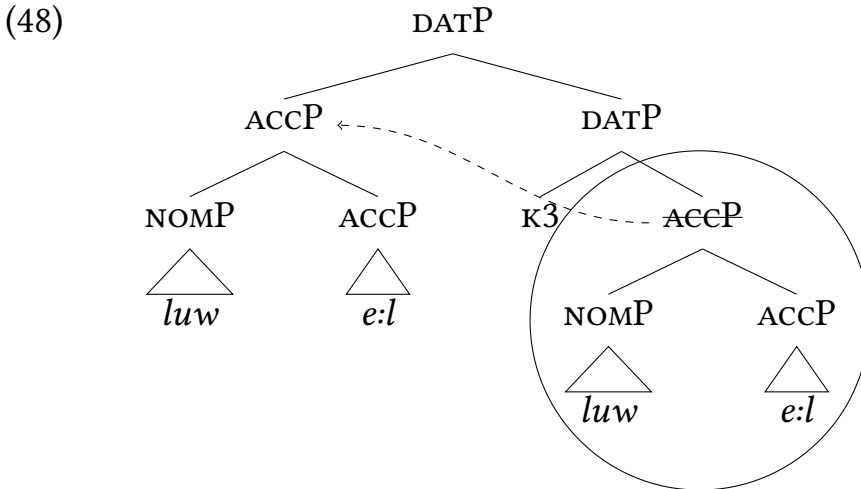 (48) DATP
ACCP DATP
NOMP ACCP K3 ACCP
luw e:l
NOMP ACCP
luw e:l